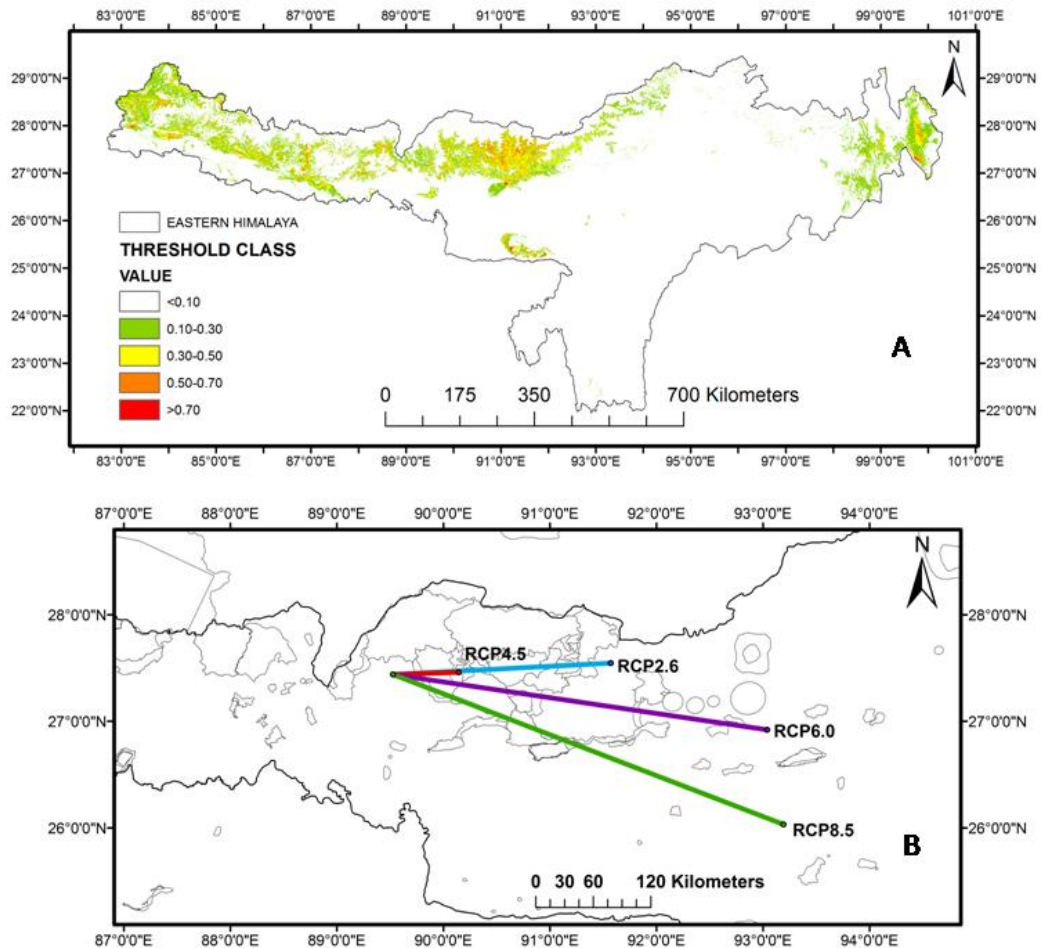 83°0'0"E 85°0'0"E 87°0'0"E 89°0'0"E 91°0'0"E 93°0'0"E 95°0'0"E 97°0'0"E 99°0'0"E 101°0'0"E
N
29°0'0"N 29°0'0"N
28°0'0"N 28°0'0"N
27°0'0"N 27°0'0"N
26°0'0"N 26°0'0"N
25°0'0"N 25°0'0"N
24°0'0"N 24°0'0"N
23°0'0"N 23°0'0"N
22°0'0"N 22°0'0"N
EASTERN HIMALAYA
THRESHOLD CLASS
VALUE
<0.10
0.10-0.30
0.30-0.50
0.50-0.70
>0.70
A
0 175 350 700 Kilometers
83°0'0"E 85°0'0"E 87°0'0"E 89°0'0"E 91°0'0"E 93°0'0"E 95°0'0"E 97°0'0"E 99°0'0"E 101°0'0"E
87°0'0"E 88°0'0"E 89°0'0"E 90°0'0"E 91°0'0"E 92°0'0"E 93°0'0"E 94°0'0"E
N
28°0'0"N 28°0'0"N
RCP4.5
RCP2.6
27°0'0"N 27°0'0"N
RCP6.0
26°0'0"N 26°0'0"N
RCP8.5
B
0 30 60 120 Kilometers
87°0'0"E 88°0'0"E 89°0'0"E 90°0'0"E 91°0'0"E 92°0'0"E 93°0'0"E 94°0'0"E